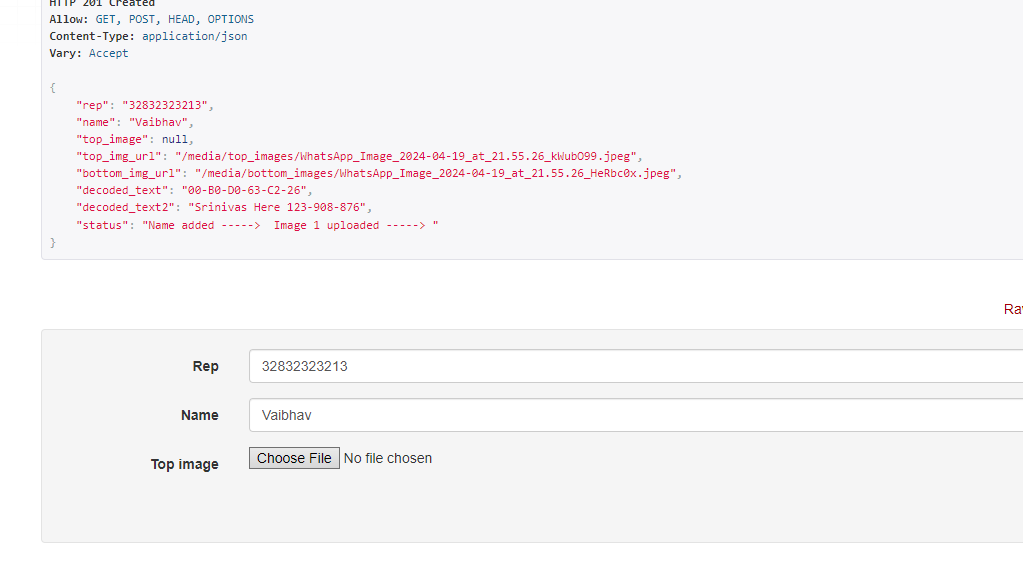 HTTP 201 Created
Allow: GET, POST, HEAD, OPTIONS
Content-Type: application/json
Vary: Accept
{
"rep": "32832323213",
"name": "Vaibhav",
"top_image": null,
"top_img_url": "/media/top_images/WhatsApp_Image_2024-04-19_at_21.55.26_kWubO99.jpeg",
"bottom_img_url": "/media/bottom_images/WhatsApp_Image_2024-04-19_at_21.55.26_HeRbc0x.jpeg",
"decoded_text": "00-B0-D0-63-C2-26",
"decoded_text2": "Srinivas Here 123-908-876",
"status": "Name added ----->  Image 1 uploaded -----> "
}
Rep 32832323213
Name Vaibhav
Top image Choose File No file chosen